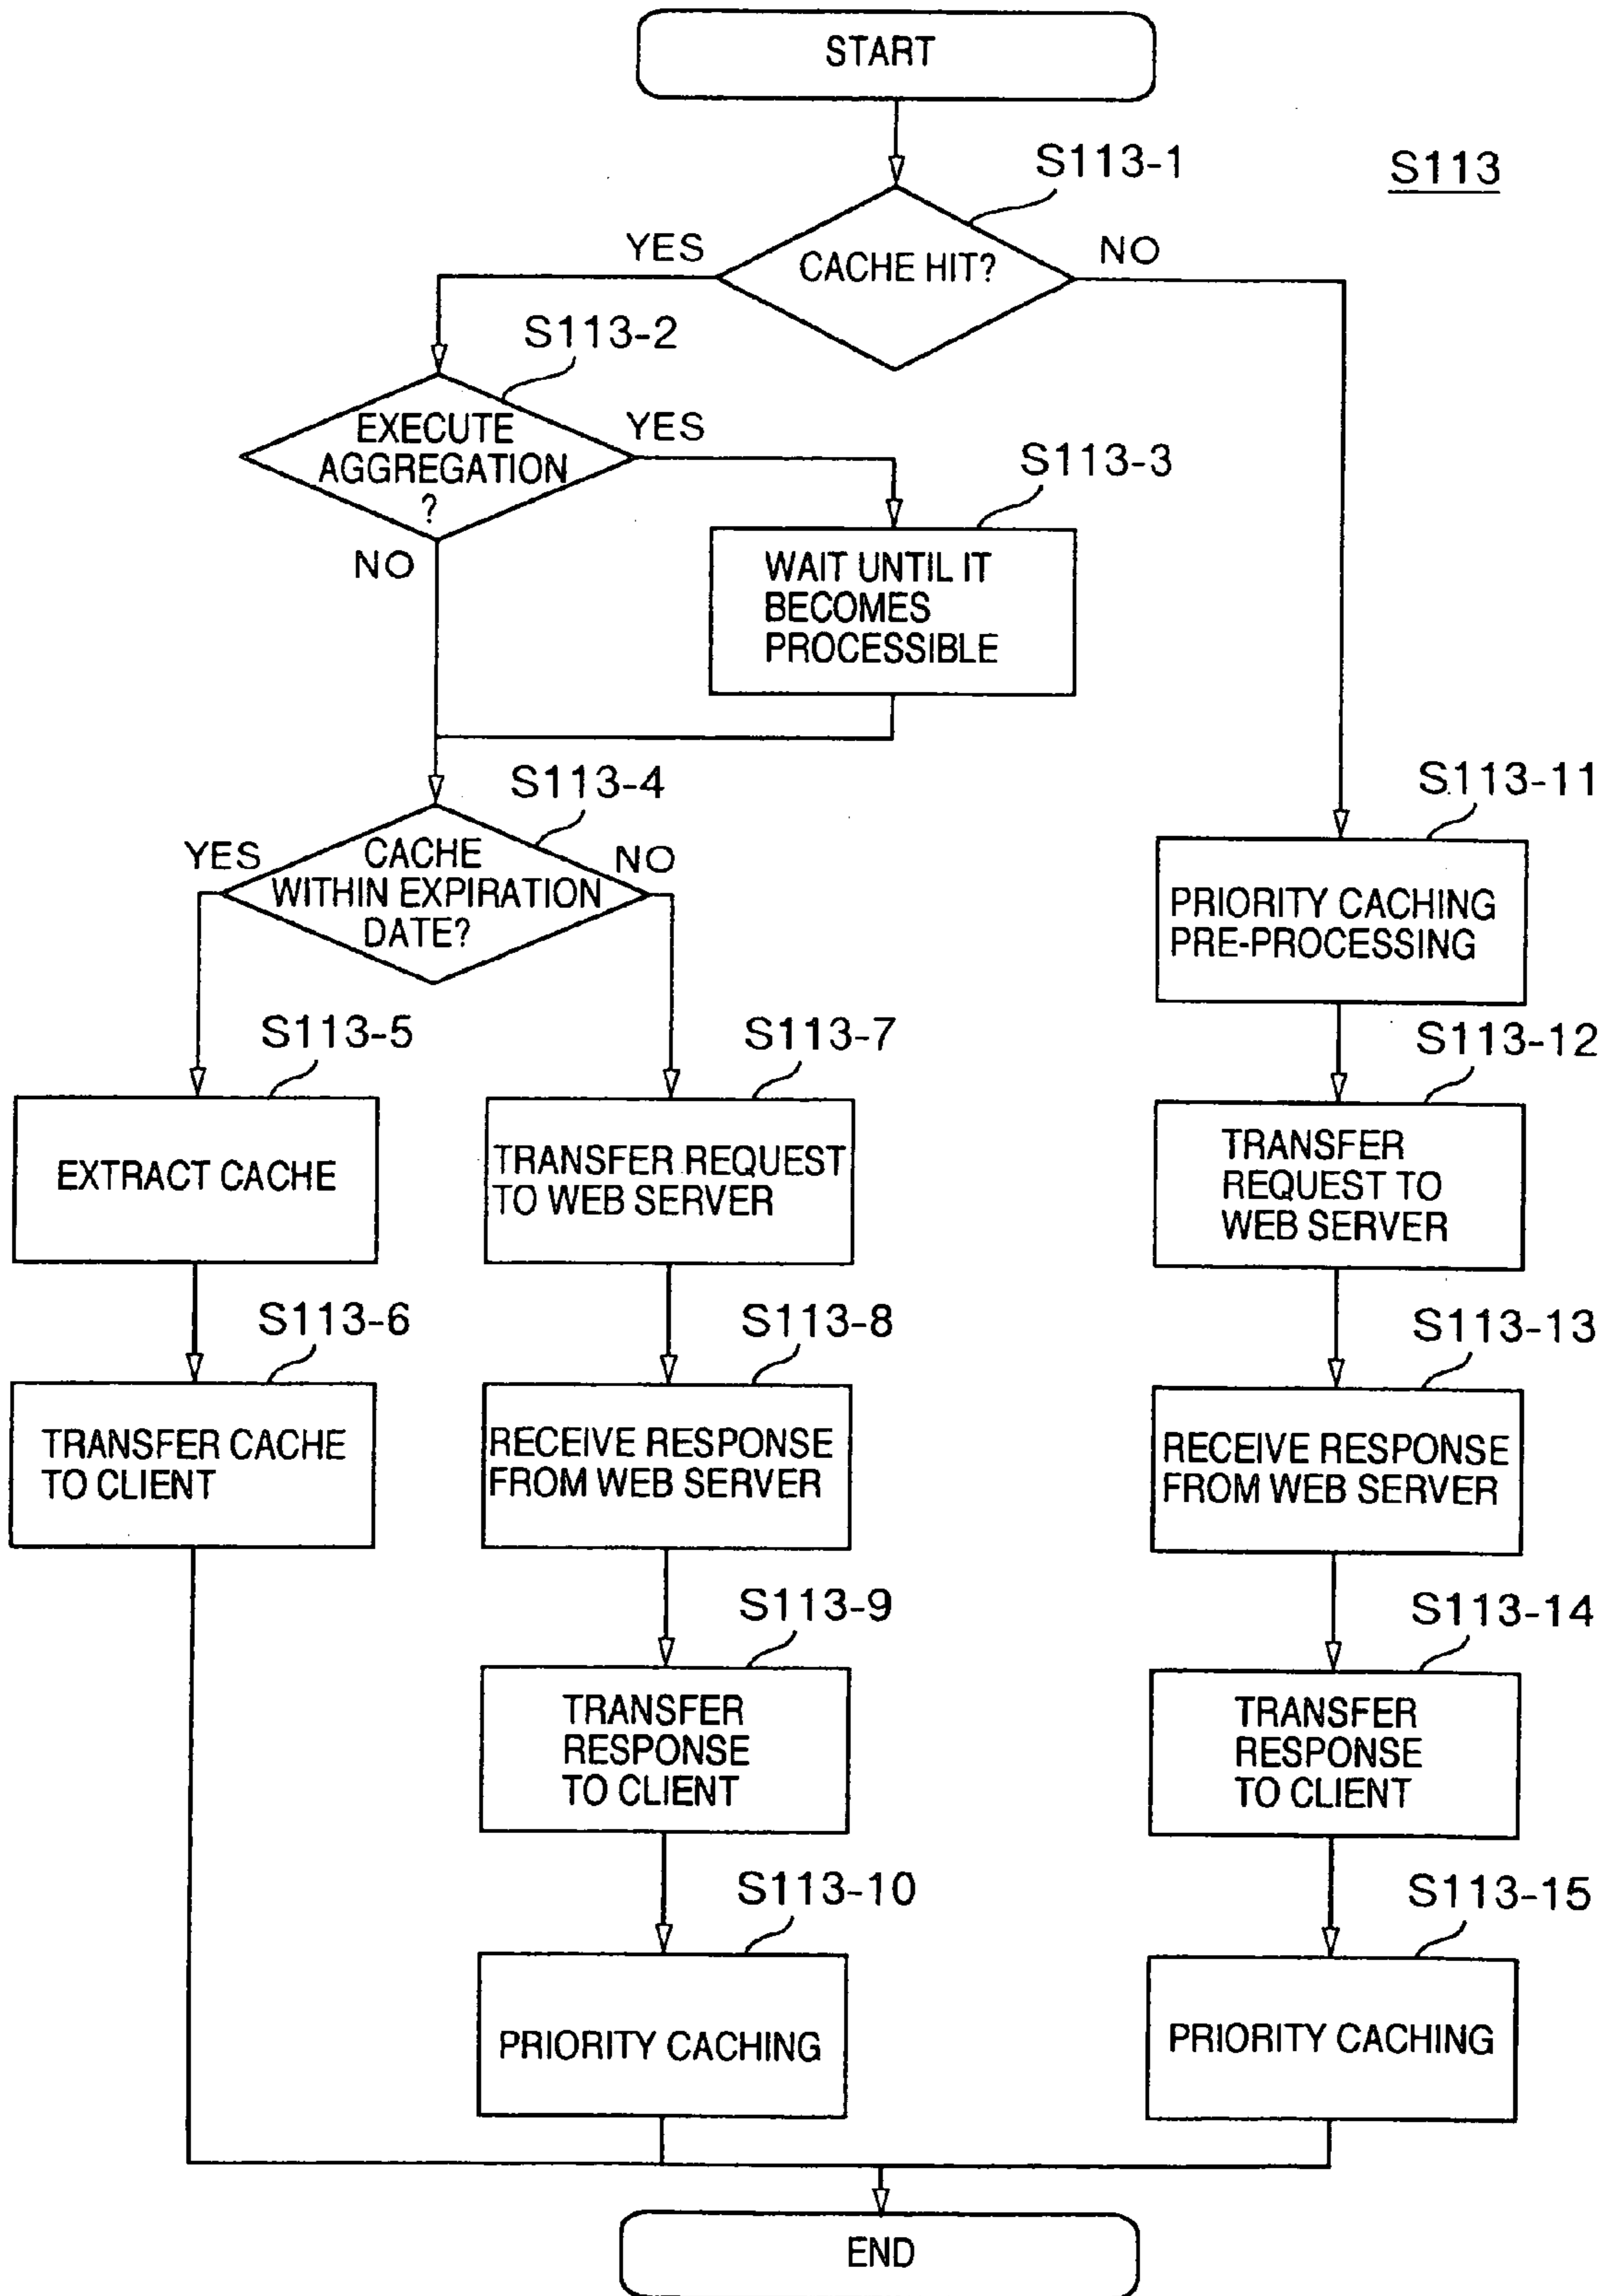 START
S113-1
S113
YES
NO
CACHE HIT?
S113-2
EXECUTE
AGGREGATION
?
YES
NO
S113-3
WAIT UNTIL IT
BECOMES
PROCESSIBLE
S113-4
YES
NO
CACHE
WITHIN EXPIRATION
DATE?
S113-11
PRIORITY CACHING
PRE-PROCESSING
S113-5
EXTRACT CACHE
S113-7
TRANSFER REQUEST
TO WEB SERVER
S113-12
TRANSFER
REQUEST TO
WEB SERVER
S113-6
TRANSFER CACHE
TO CLIENT
S113-8
RECEIVE RESPONSE
FROM WEB SERVER
S113-13
RECEIVE RESPONSE
FROM WEB SERVER
S113-9
TRANSFER
RESPONSE
TO CLIENT
S113-14
TRANSFER
RESPONSE
TO CLIENT
S113-10
PRIORITY CACHING
S113-15
PRIORITY CACHING
END